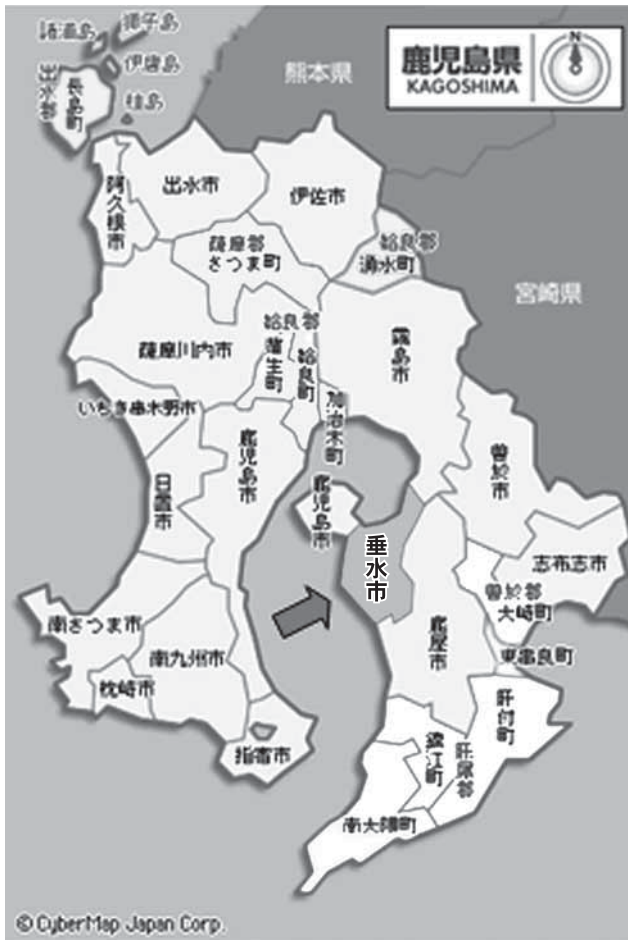 鹿児島県
KAGOSHIMA
N
熊本県
宮崎県
諸浦島
獅子島
伊唐島
桂島
出水郡
長島町
阿久根市
出水市
伊佐市
薩摩郡
さつま町
姶良郡
湧水町
薩摩川内市
姶良郡
蒲生町
姶良町
加治木町
霧島市
いちき串木野市
鹿児島市
日置市
鹿児島市
垂水市
曽於市
志布志市
曽於郡
大崎町
鹿屋市
東串良町
南さつま市
南九州市
枕崎市
指宿市
肝付町
錦江町
肝属郡
南大隅町
© CyberMap Japan Corp.